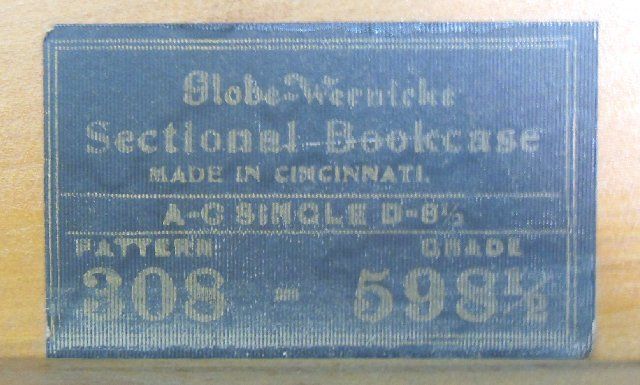 Globe-Wernicke
Sectional-Bookcase
MADE IN CINCINNATI.
A-C SINGLE D-8½
PATTERN GRADE
308 - 598½